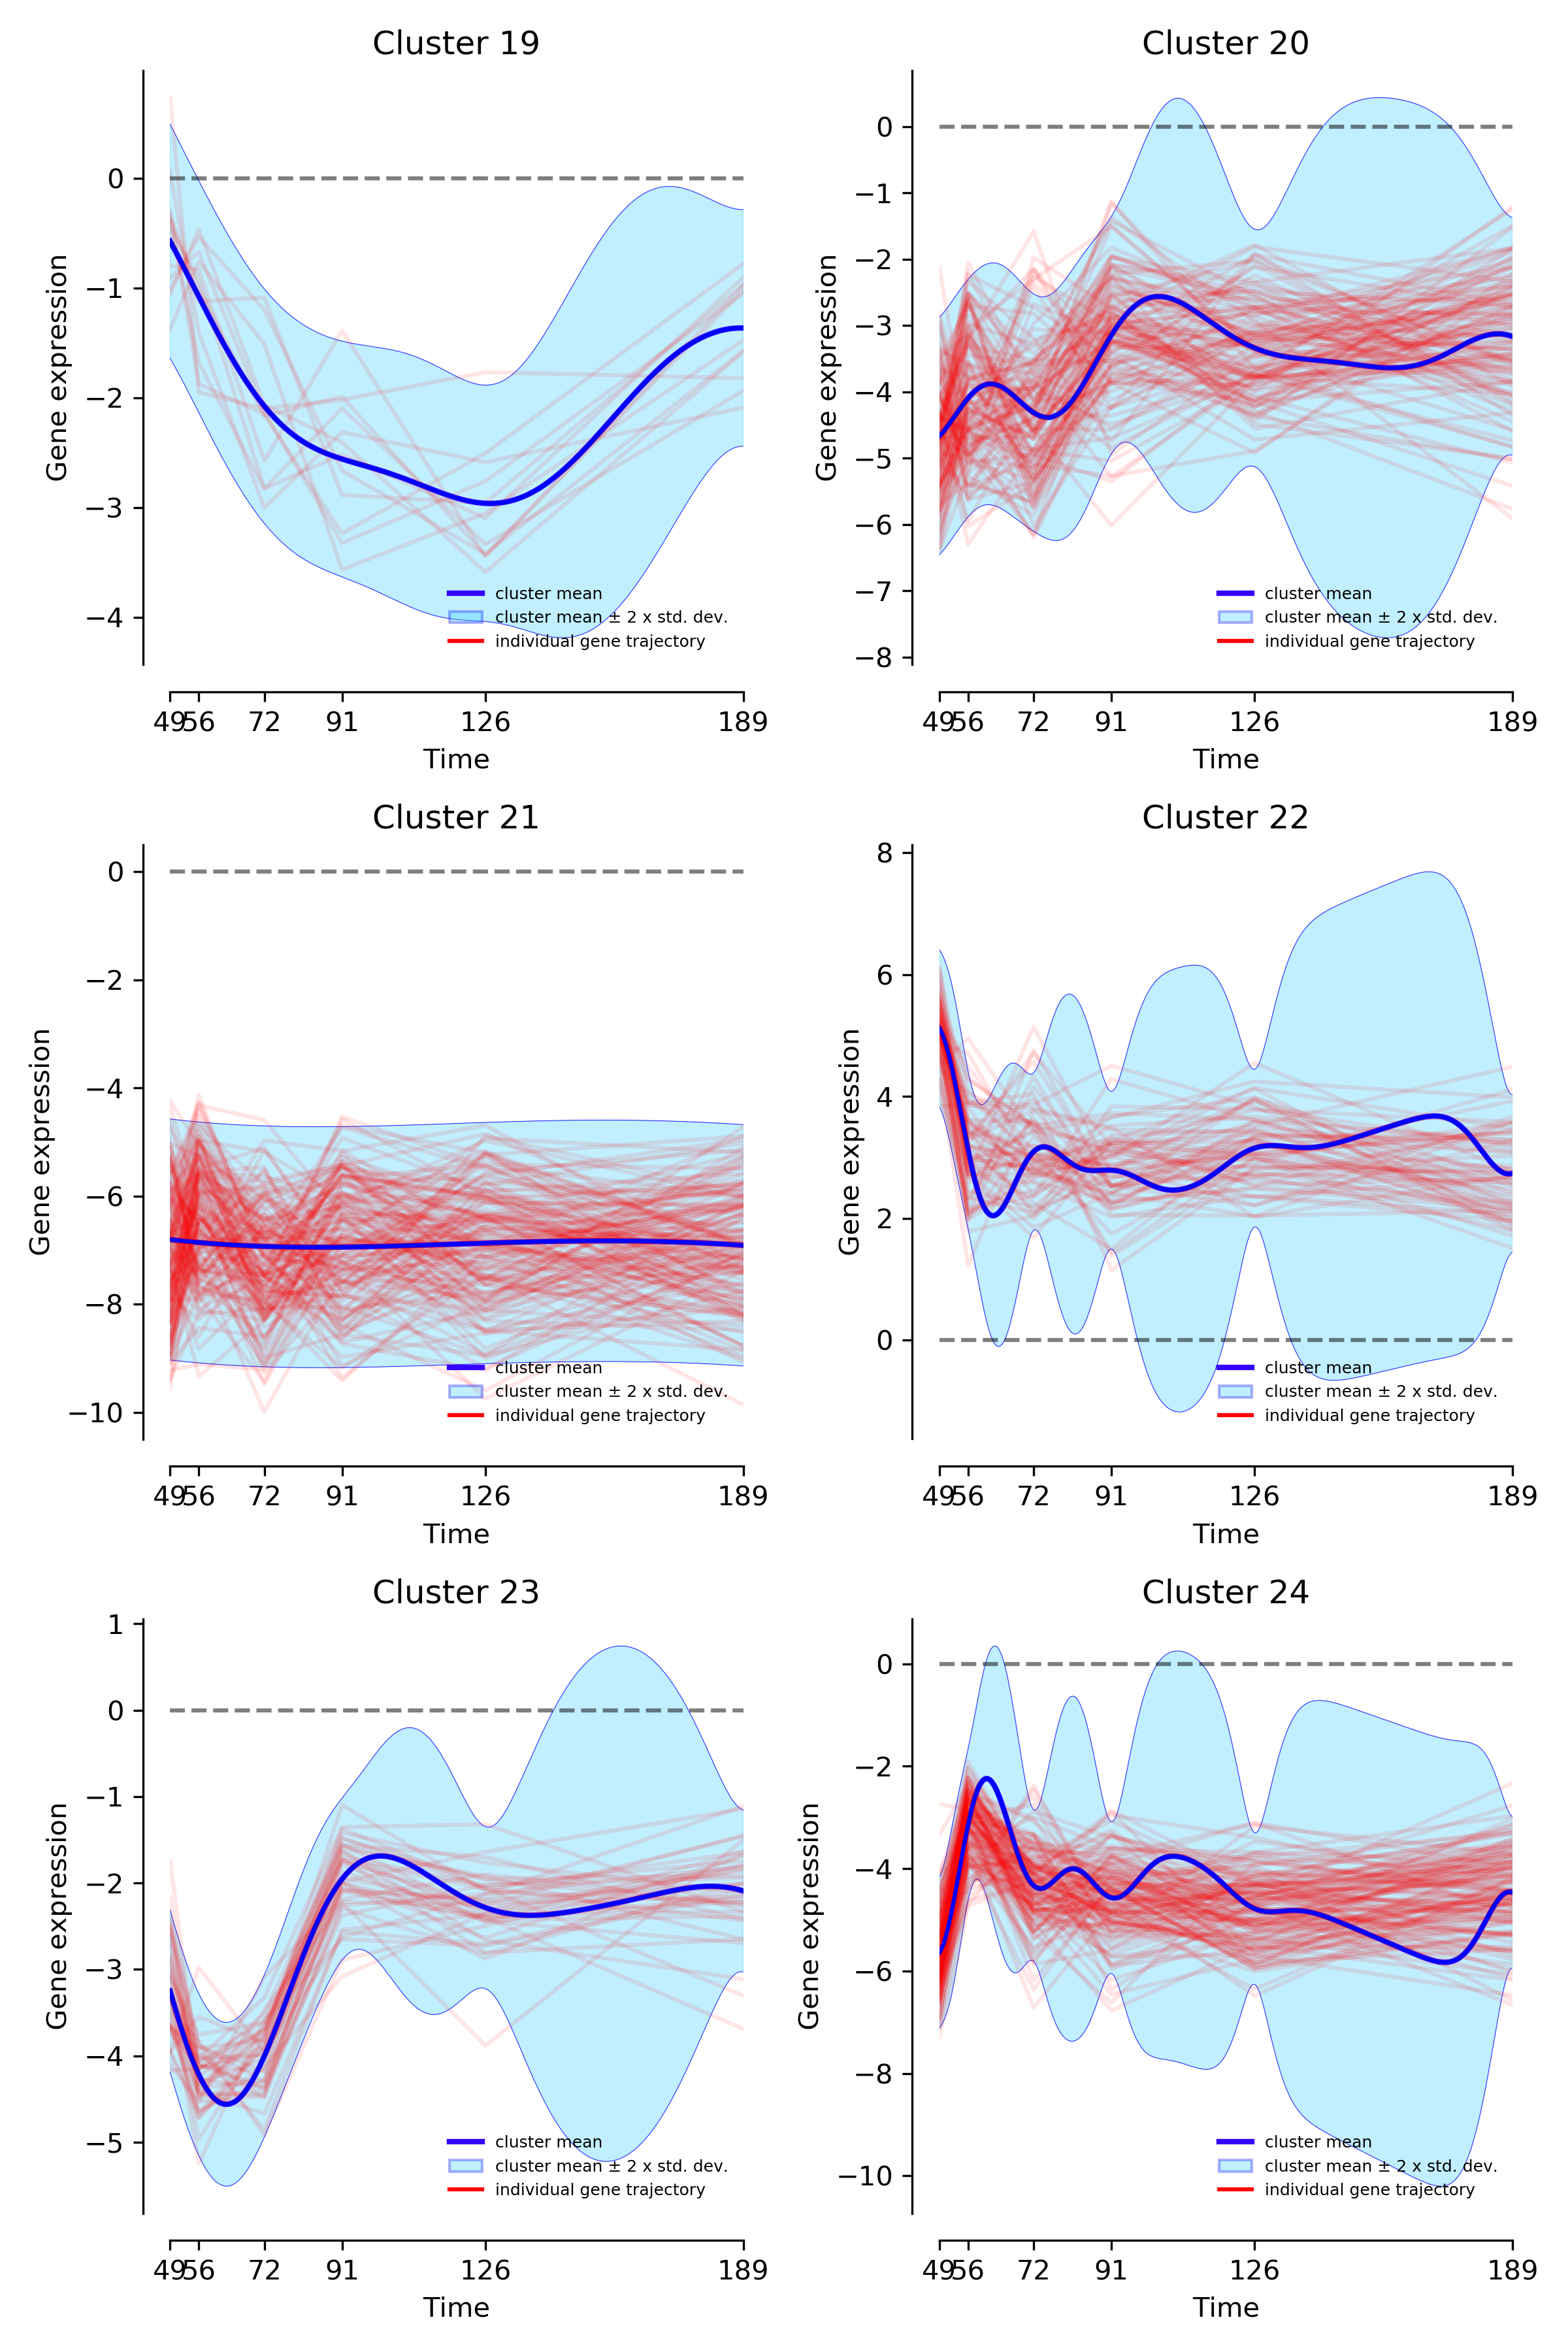 Cluster 19
Gene expression
0
−1
−2
−3
−4
cluster mean
cluster mean ± 2 x std. dev.
individual gene trajectory
49 56 72 91 126 189
Time
Cluster 20
Gene expression
0
−1
−2
−3
−4
−5
−6
−7
−8
cluster mean
cluster mean ± 2 x std. dev.
individual gene trajectory
49 56 72 91 126 189
Time
Cluster 21
Gene expression
0
−2
−4
−6
−8
−10
cluster mean
cluster mean ± 2 x std. dev.
individual gene trajectory
49 56 72 91 126 189
Time
Cluster 22
Gene expression
8
6
4
2
0
cluster mean
cluster mean ± 2 x std. dev.
individual gene trajectory
49 56 72 91 126 189
Time
Cluster 23
Gene expression
1
0
−1
−2
−3
−4
−5
cluster mean
cluster mean ± 2 x std. dev.
individual gene trajectory
49 56 72 91 126 189
Time
Cluster 24
Gene expression
0
−2
−4
−6
−8
−10
cluster mean
cluster mean ± 2 x std. dev.
individual gene trajectory
49 56 72 91 126 189
Time